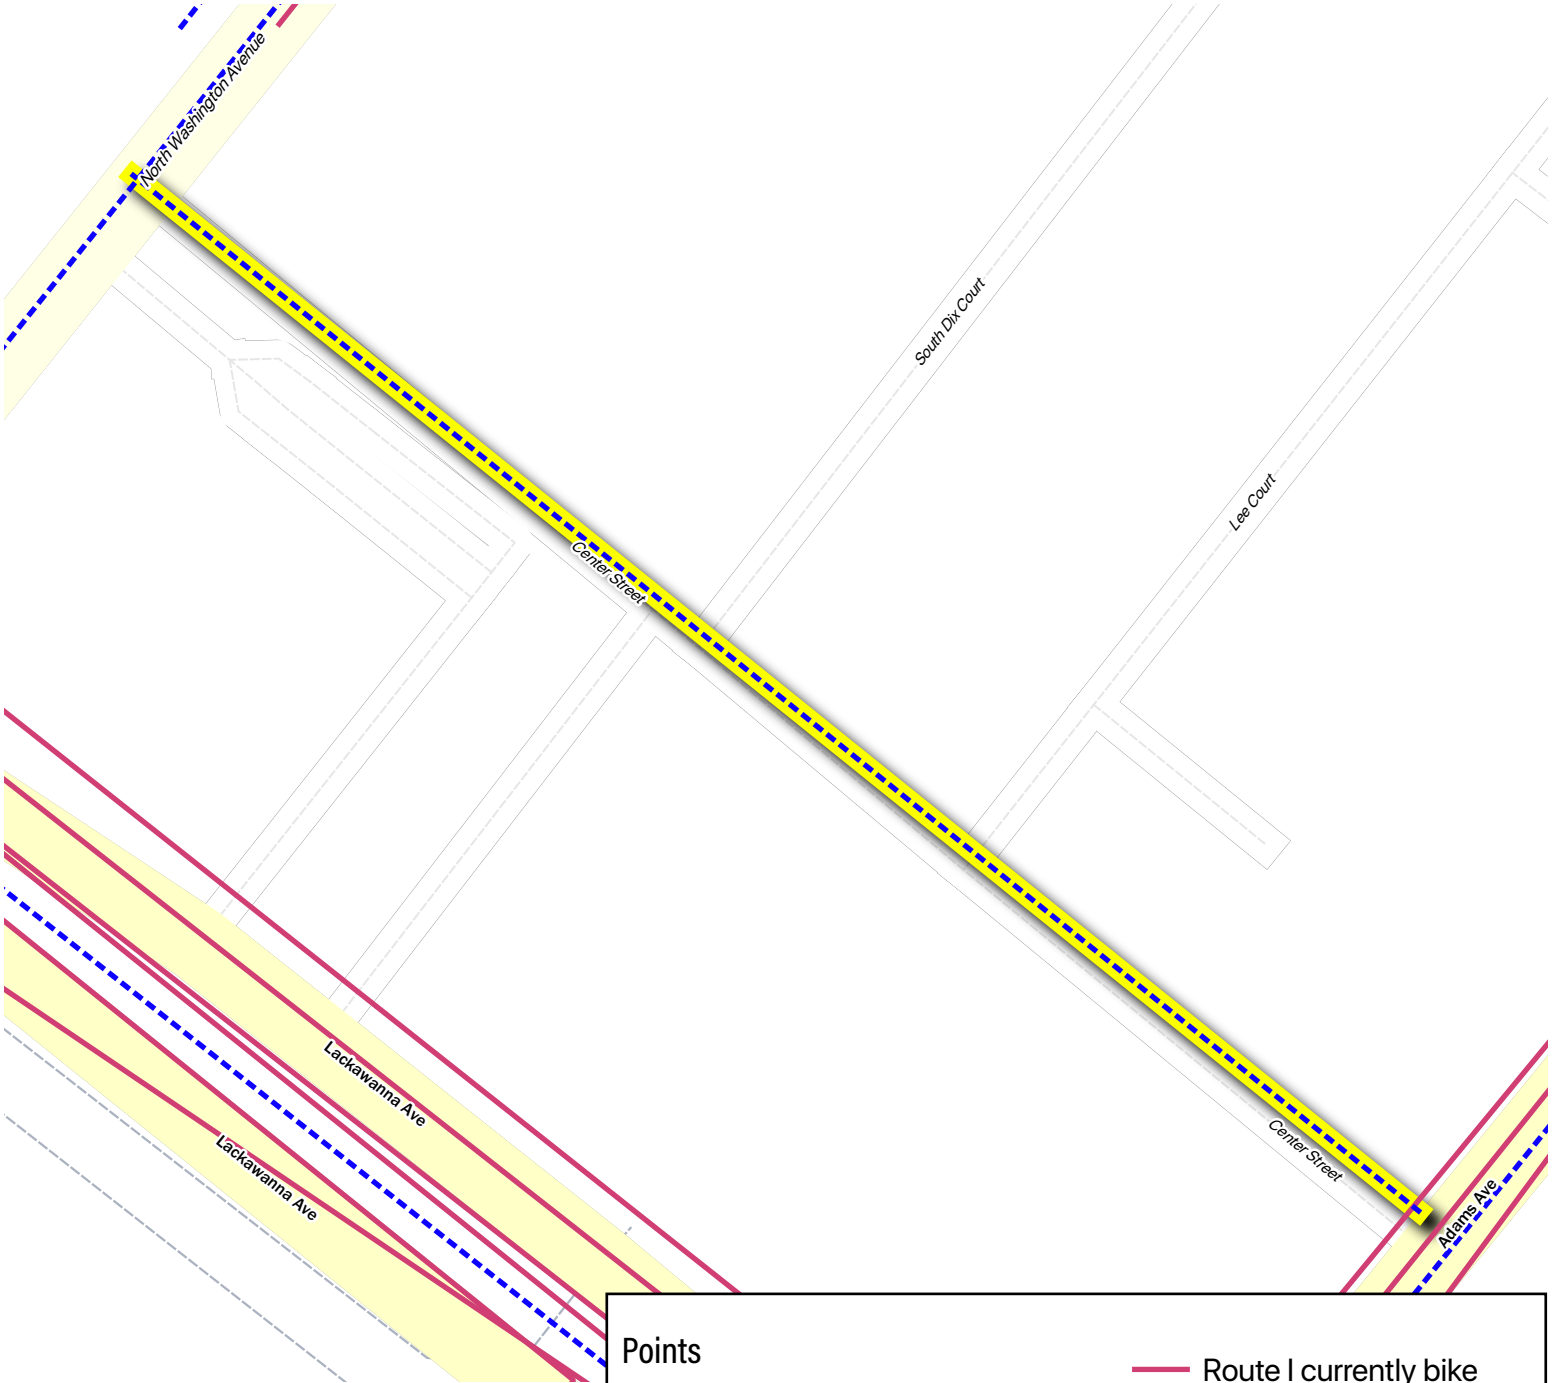 North Washington Avenue
South Dix Court
Lee Court
Center Street
Lackawanna Ave
Lackawanna Ave
Center Street
Adams Ave
Points
Route I currently bike